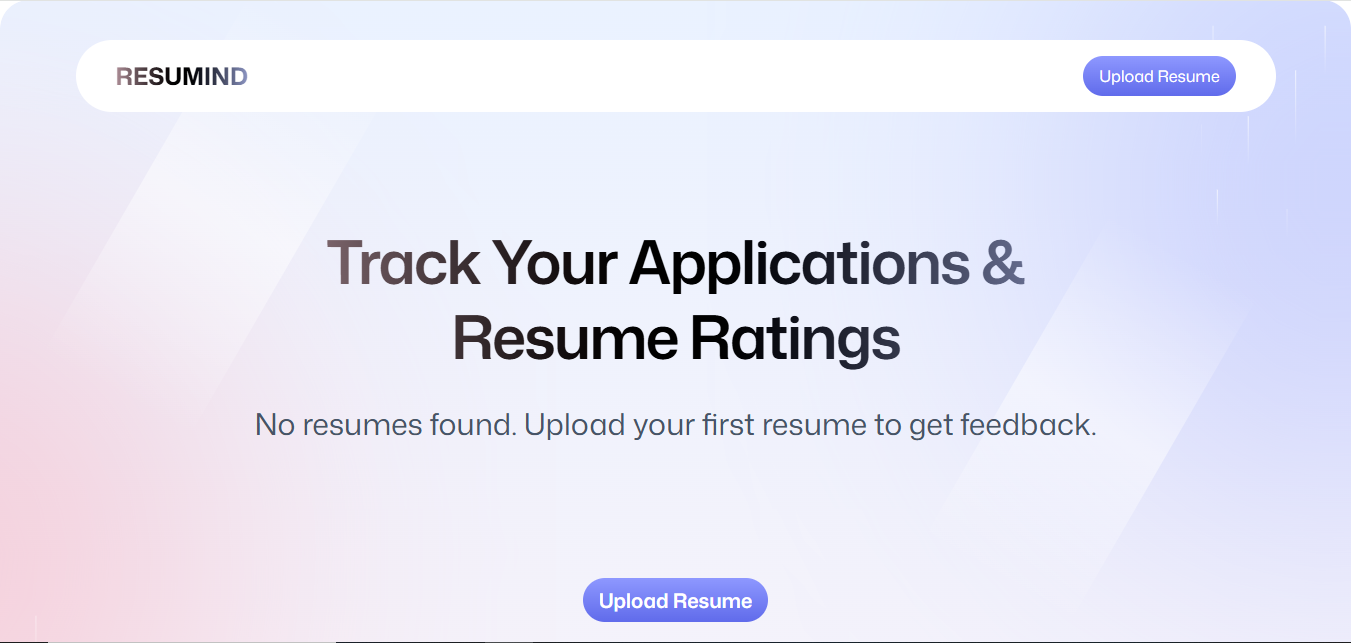 RESUMIND
Upload Resume
Track Your Applications &
Resume Ratings
No resumes found. Upload your first resume to get feedback.
Upload Resume